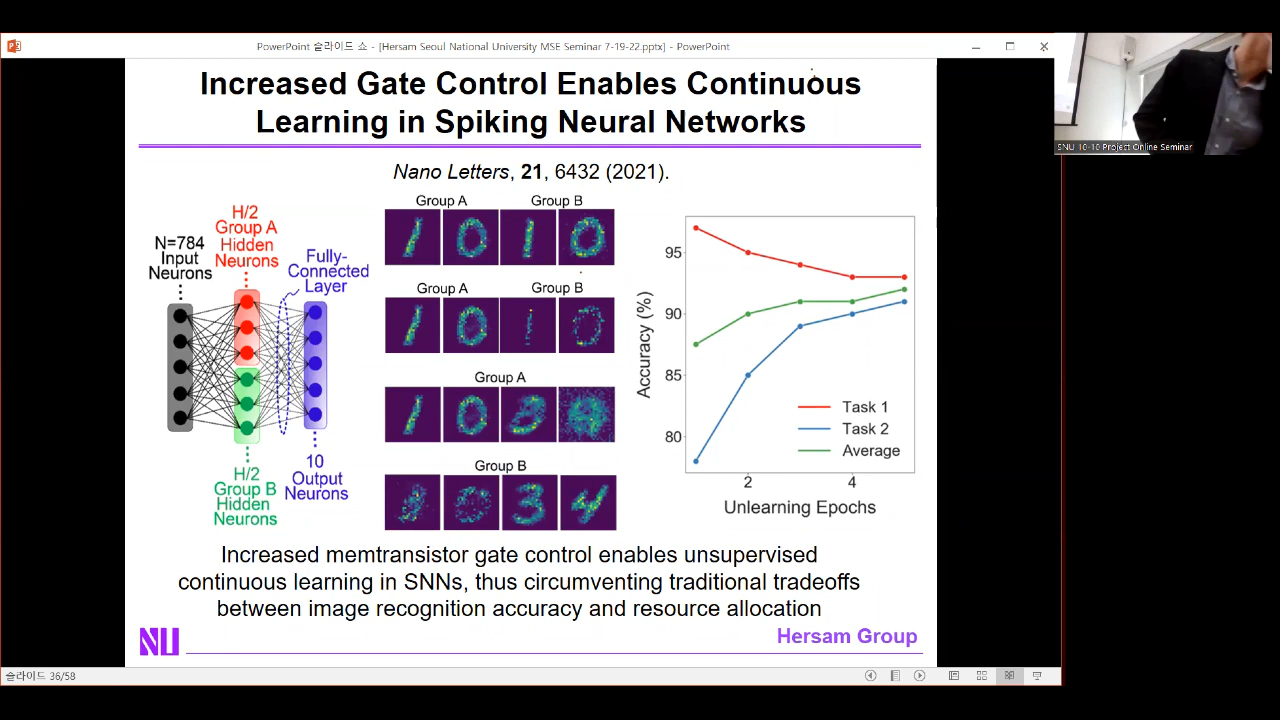 PowerPoint 슬라이드 쇼 - [Hersam Seoul National University MSE Seminar 7-19-22.pptx] - PowerPoint
Increased Gate Control Enables Continuous
Learning in Spiking Neural Networks
Nano Letters, 21, 6432 (2021).
N=784
Input
Neurons
H/2
Group A
Hidden
Neurons
Fully-
Connected
Layer
H/2
Group B
Hidden
Neurons
10
Output
Neurons
Group A Group B
Group A Group B
Group A
Group B
Accuracy (%)
95
90
85
80
2 4
Unlearning Epochs
Task 1
Task 2
Average
Increased memtransistor gate control enables unsupervised
continuous learning in SNNs, thus circumventing traditional tradeoffs
between image recognition accuracy and resource allocation
NU
Hersam Group
슬라이드 36/58
SNU 10-10 Project Online Seminar